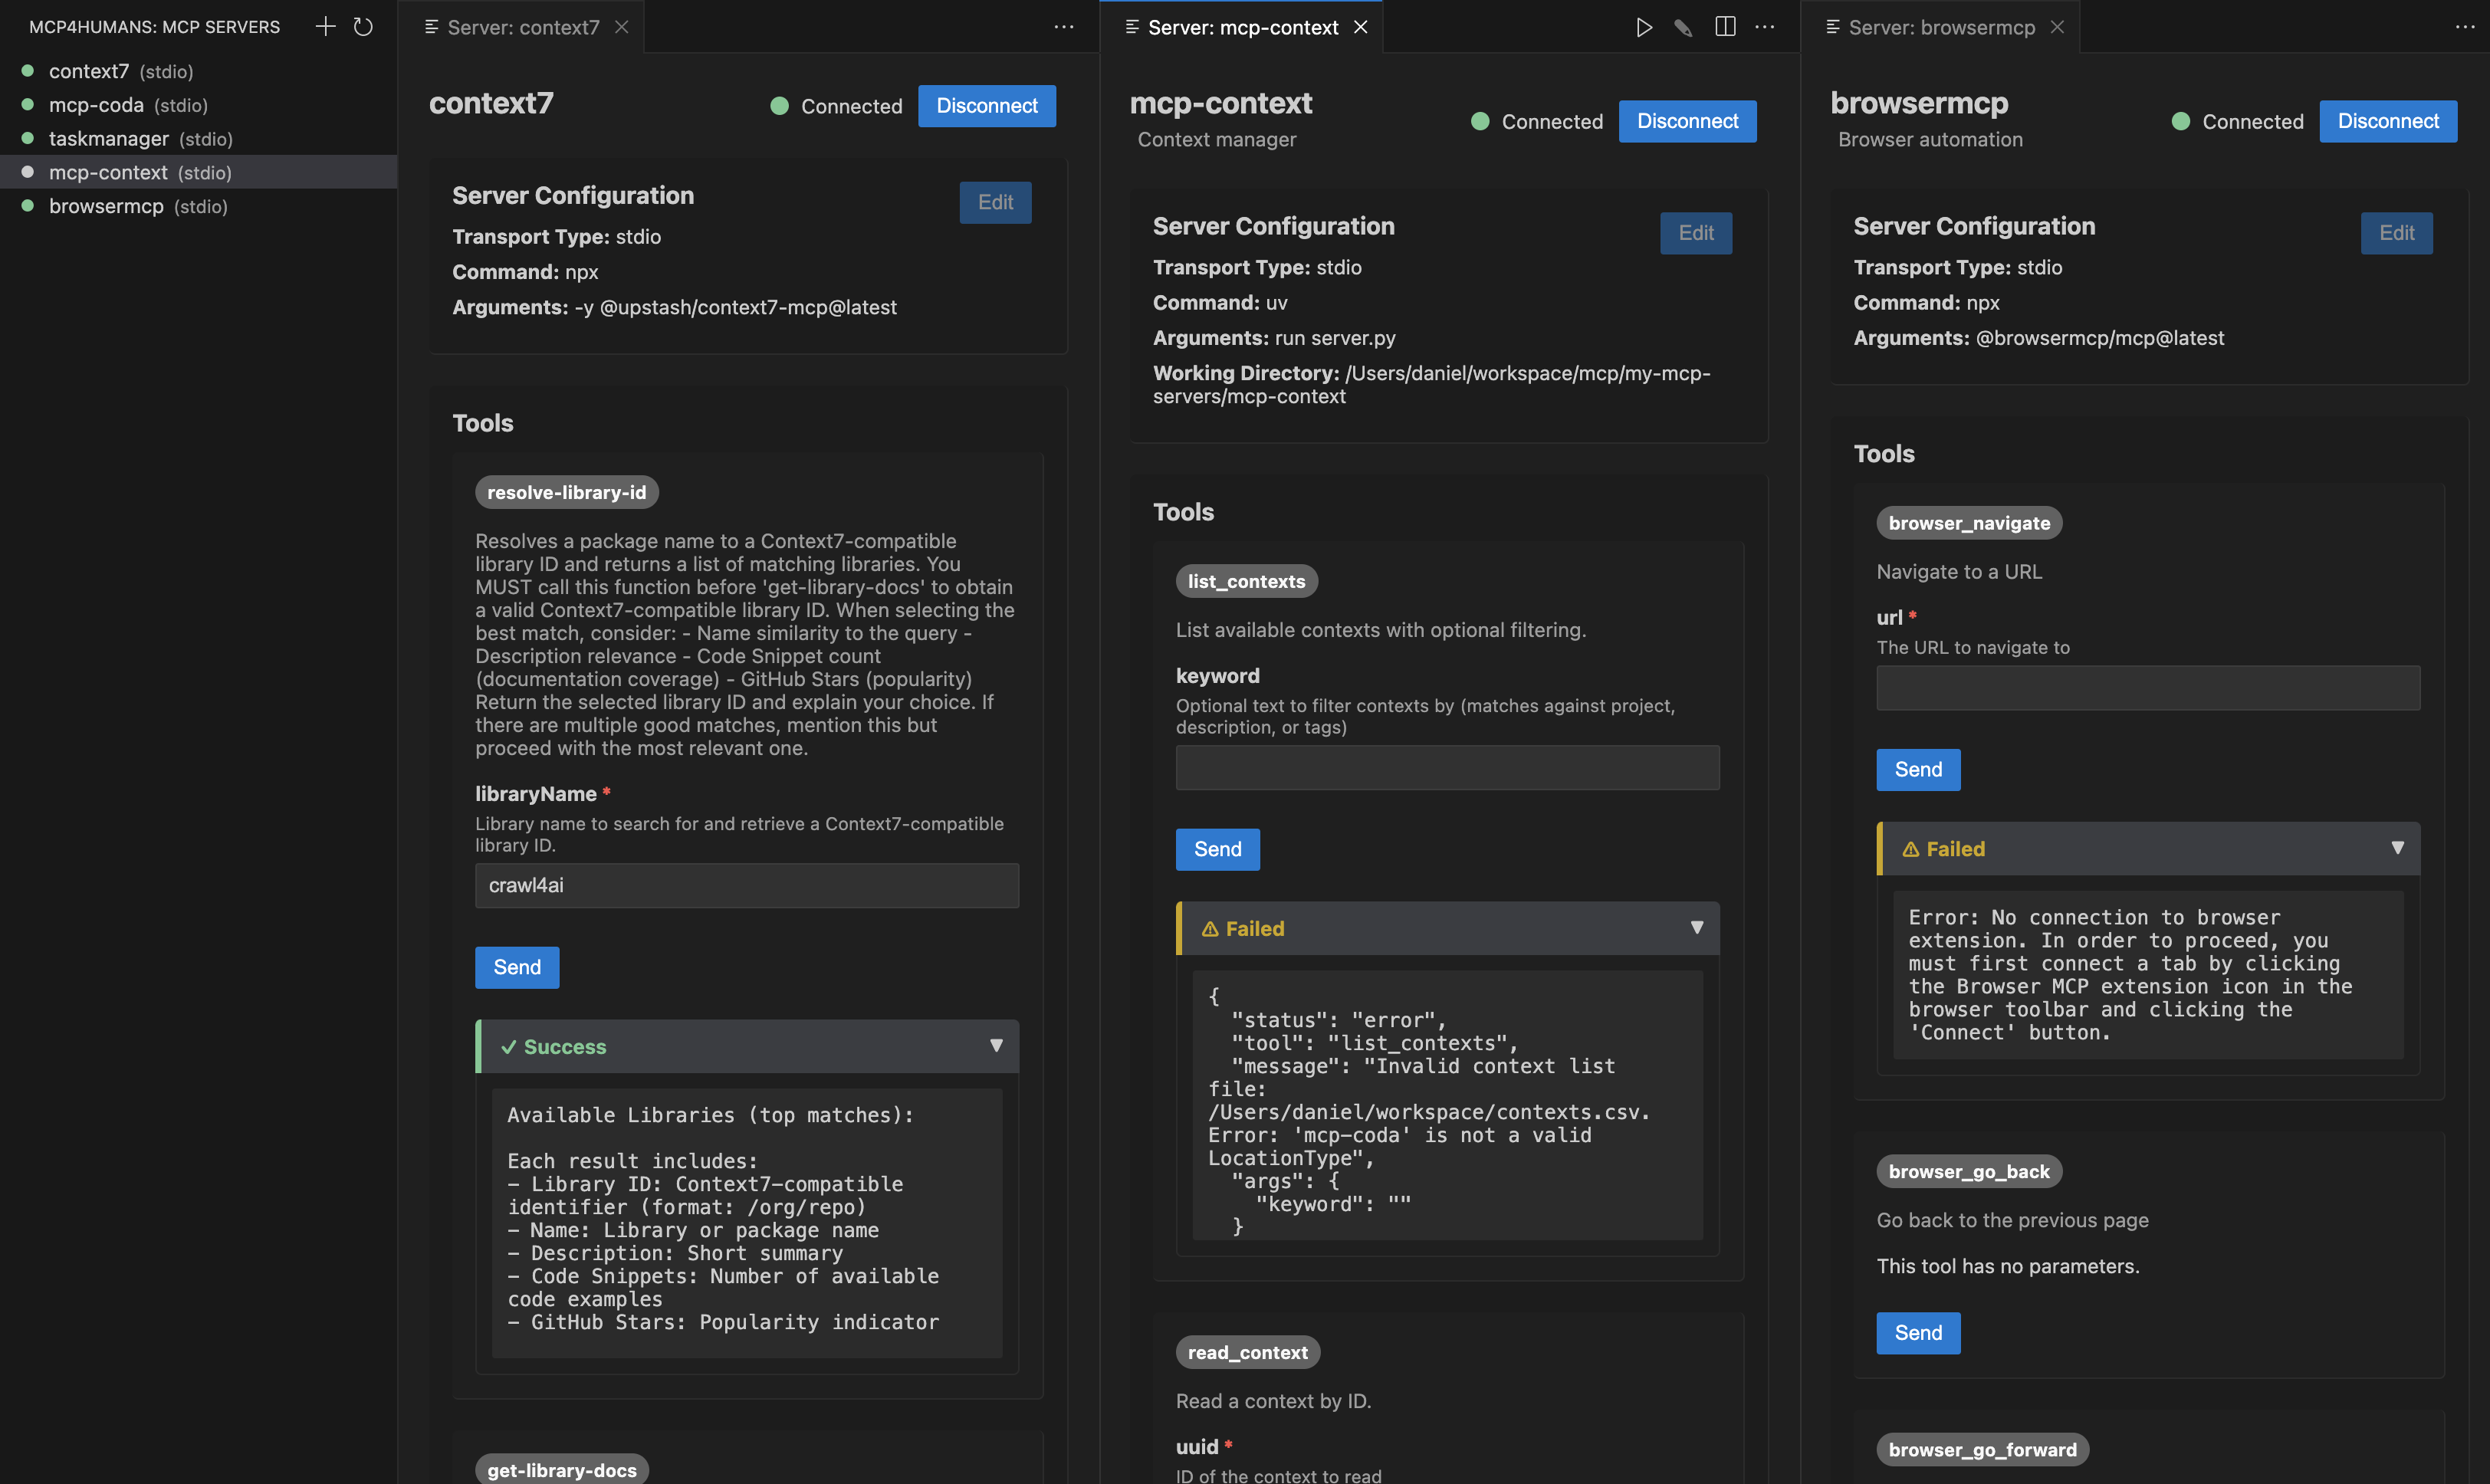 MCP4HUMANS: MCP SERVERS
context7 (stdio)
mcp-coda (stdio)
taskmanager (stdio)
mcp-context (stdio)
browsermcp (stdio)
Server: context7
context7
Connected
Disconnect
Server Configuration
Edit
Transport Type: stdio
Command: npx
Arguments: -y @upstash/context7-mcp@latest
Tools
resolve-library-id
Resolves a package name to a Context7-compatible
library ID and returns a list of matching libraries. You
MUST call this function before 'get-library-docs' to obtain
a valid Context7-compatible library ID. When selecting the
best match, consider: - Name similarity to the query -
Description relevance - Code Snippet count
(documentation coverage) - GitHub Stars (popularity)
Return the selected library ID and explain your choice. If
there are multiple good matches, mention this but
proceed with the most relevant one.
libraryName *
Library name to search for and retrieve a Context7-compatible
library ID.
crawl4ai
Send
✓ Success
Available Libraries (top matches):
Each result includes:
- Library ID: Context7-compatible
identifier (format: /org/repo)
- Name: Library or package name
- Description: Short summary
- Code Snippets: Number of available
code examples
- GitHub Stars: Popularity indicator
get-library-docs
Server: mcp-context
mcp-context
Context manager
Connected
Disconnect
Server Configuration
Edit
Transport Type: stdio
Command: uv
Arguments: run server.py
Working Directory: /Users/daniel/workspace/mcp/my-mcp-
servers/mcp-context
Tools
list_contexts
List available contexts with optional filtering.
keyword
Optional text to filter contexts by (matches against project,
description, or tags)
Send
⚠ Failed
{
"status": "error",
"tool": "list_contexts",
"message": "Invalid context list
file:
/Users/daniel/workspace/contexts.csv.
Error: 'mcp-coda' is not a valid
LocationType",
"args": {
"keyword": ""
}
read_context
Read a context by ID.
uuid *
ID of the context to read
Server: browsermcp
browsermcp
Browser automation
Connected
Disconnect
Server Configuration
Edit
Transport Type: stdio
Command: npx
Arguments: @browsermcp/mcp@latest
Tools
browser_navigate
Navigate to a URL
url *
The URL to navigate to
Send
⚠ Failed
Error: No connection to browser
extension. In order to proceed, you
must first connect a tab by clicking
the Browser MCP extension icon in the
browser toolbar and clicking the
'Connect' button.
browser_go_back
Go back to the previous page
This tool has no parameters.
Send
browser_go_forward